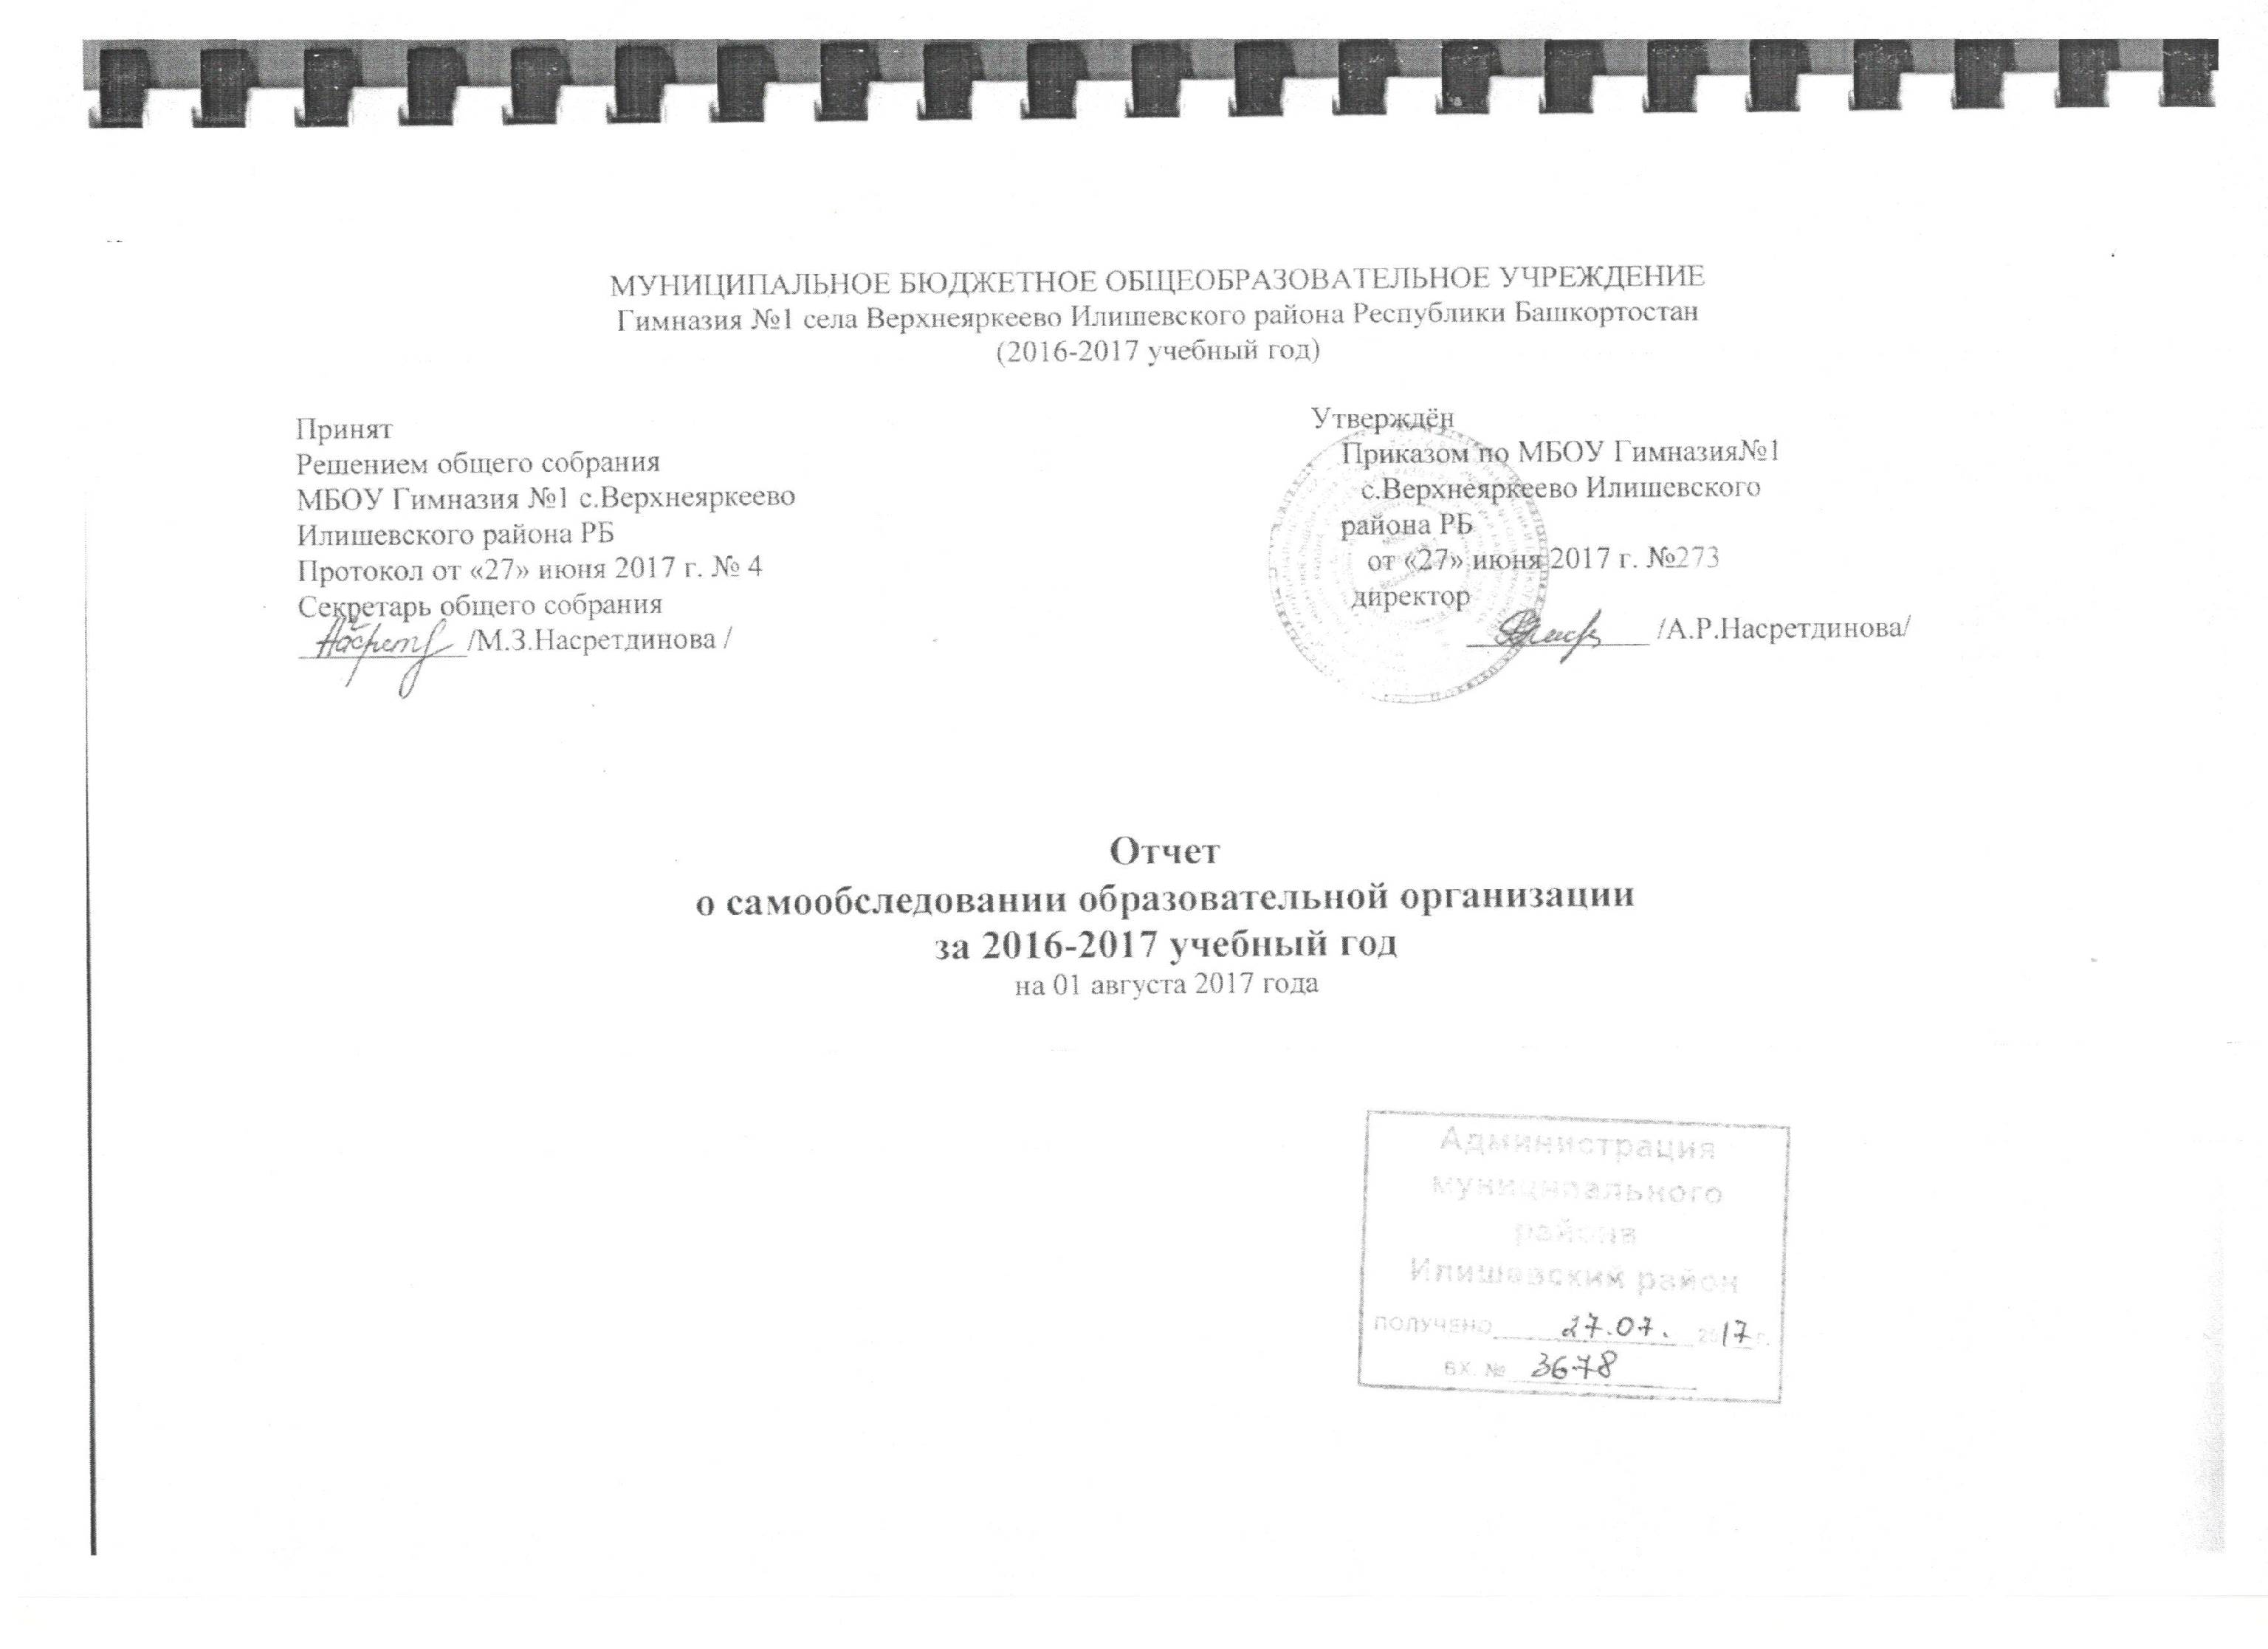 МУНИЦИПАЛЬНОЕ БЮДЖЕТНОЕ ОБЩЕОБРАЗОВАТЕЛЬНОЕ УЧРЕЖДЕНИЕ
Гимназия №1 села Верхнеяркеево Илишевского района Республики Башкортостан
(2016-2017 учебный год)
Принят
Решением общего собрания
МБОУ Гимназия №1 с.Верхнеяркеево
Илишевского района РБ
Протокол от «27» июня 2017 г. № 4
Секретарь общего собрания
/М.З.Насретдинова /
Утверждён
Приказом по МБОУ Гимназия№1
с.Верхнеяркеево Илишевского
района РБ
от «27» июня 2017 г. №273
директор
/А.Р.Насретдинова/
Отчет
о самообследовании образовательной организации
за 2016-2017 учебный год
на 01 августа 2017 года
Администрация
муниципального
района
Илишевский район
ПОЛУЧЕНО 27.07. 2017 г.
ВХ. № 3678